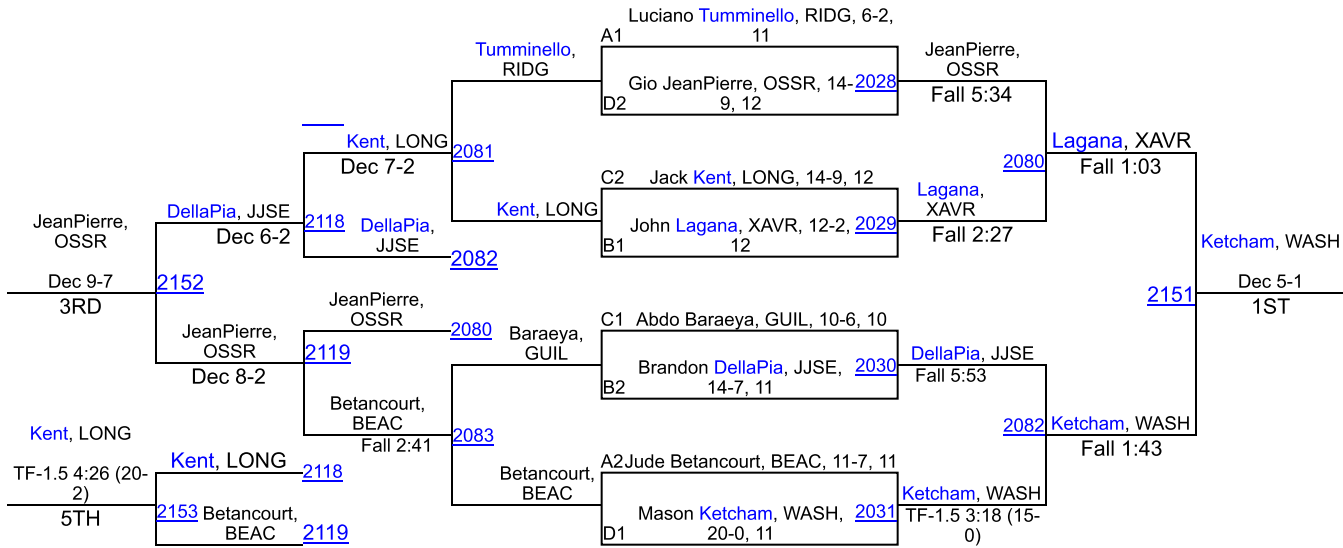 Luciano Tumminello, RIDG, 6-2,
11
A1
Gio JeanPierre, OSSR, 14-
9, 12
2028
D2
Tumminello,
RIDG
JeanPierre,
OSSR
Fall 5:34
Kent, LONG
Dec 7-2
2081
2080
Lagana, XAVR
Fall 1:03
C2
Jack Kent, LONG, 14-9, 12
John Lagana, XAVR, 12-2,
12
2029
B1
Kent, LONG
Lagana,
XAVR
Fall 2:27
JeanPierre,
OSSR
Dec 9-7
3RD
DellaPia, JJSE
Dec 6-2
2118
DellaPia,
JJSE
2082
2152
Ketcham, WASH
Dec 5-1
1ST
2151
JeanPierre,
OSSR
Dec 8-2
JeanPierre,
OSSR
2080
2119
Baraeya,
GUIL
C1
Abdo Baraeya, GUIL, 10-6, 10
Brandon DellaPia, JJSE,
14-7, 11
2030
B2
DellaPia, JJSE
Fall 5:53
Betancourt,
BEAC
Fall 2:41
2083
2082
Ketcham, WASH
Fall 1:43
Kent, LONG
TF-1.5 4:26 (20-
2)
5TH
Kent, LONG
2118
2153
Betancourt,
BEAC
2119
Betancourt,
BEAC
A2
Jude Betancourt, BEAC, 11-7, 11
Mason Ketcham, WASH,
20-0, 11
2031
D1
Ketcham, WASH
TF-1.5 3:18 (15-
0)